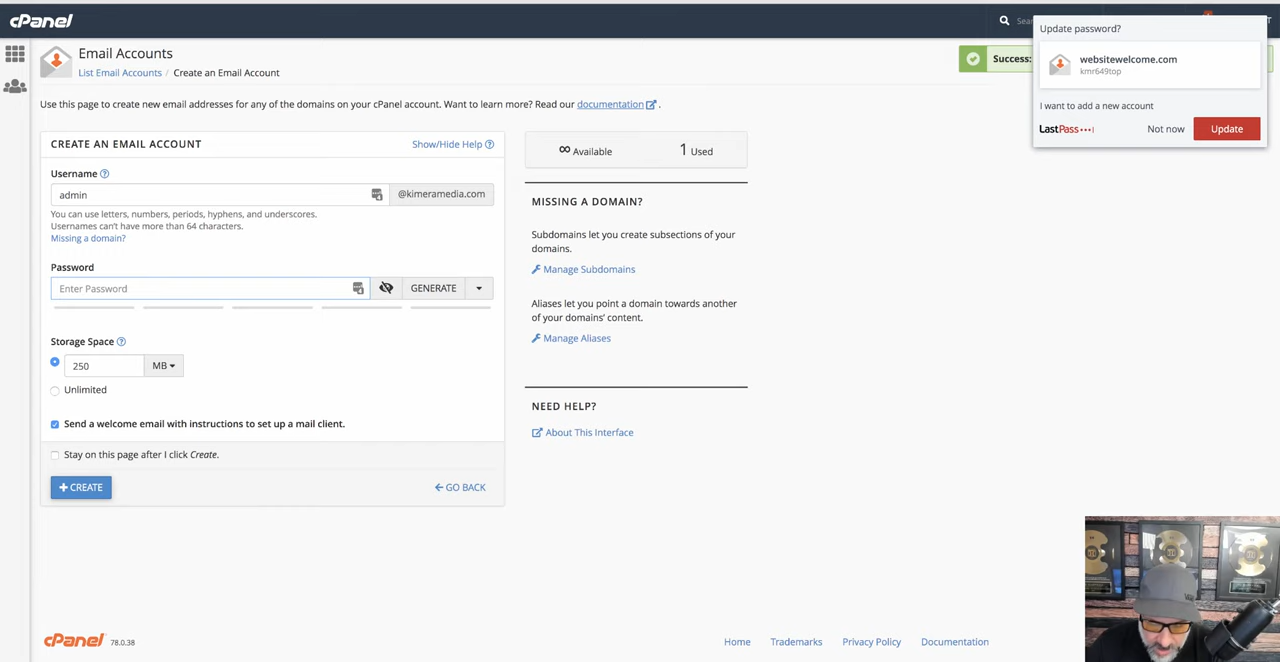 cPanel
Email Accounts
List Email Accounts / Create an Email Account
Success:
Update password?
websitewelcome.com
kmr649top
I want to add a new account
LastPass
Not now
Update
Use this page to create new email addresses for any of the domains on your cPanel account. Want to learn more? Read our documentation .
CREATE AN EMAIL ACCOUNT
Show/Hide Help
Username
admin
@kimeramedia.com
You can use letters, numbers, periods, hyphens, and underscores.
Usernames can't have more than 64 characters.
Missing a domain?
Password
Enter Password
GENERATE
Storage Space
250
MB
Unlimited
Send a welcome email with instructions to set up a mail client.
Stay on this page after I click Create.
+ CREATE
GO BACK
∞ Available
1 Used
MISSING A DOMAIN?
Subdomains let you create subsections of your
domains.
Manage Subdomains
Aliases let you point a domain towards another
of your domains' content.
Manage Aliases
NEED HELP?
About This Interface
cPanel 78.0.38
Home
Trademarks
Privacy Policy
Documentation